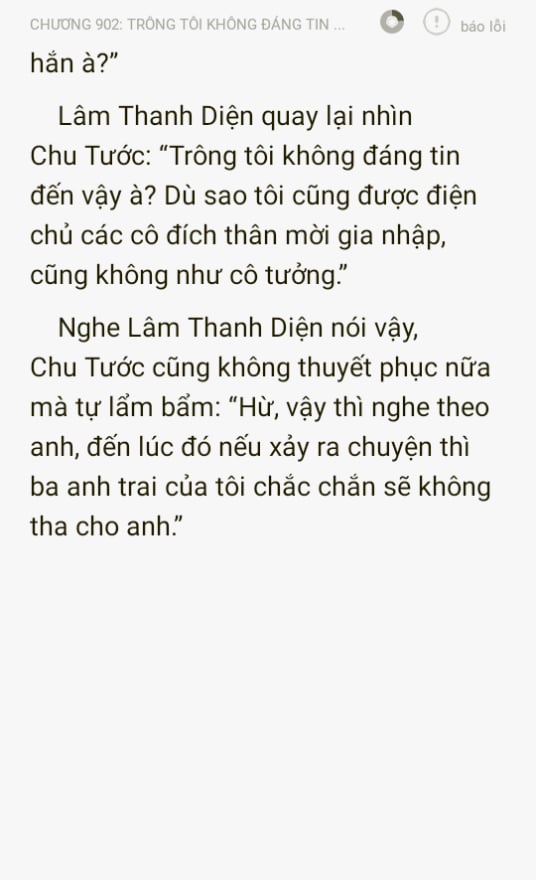 CHƯƠNG 902: TRÔNG TÔI KHÔNG ĐÁNG TIN ...
báo lỗi
hắn à?”
Lâm Thanh Diện quay lại nhìn
Chu Tước: “Trông tôi không đáng tin
đến vậy à? Dù sao tôi cũng được điện
chủ các cô đích thân mời gia nhập,
cũng không như cô tưởng.”
Nghe Lâm Thanh Diện nói vậy,
Chu Tước cũng không thuyết phục nữa
mà tự lẩm bẩm: “Hừ, vậy thì nghe theo
anh, đến lúc đó nếu xảy ra chuyện thì
ba anh trai của tôi chắc chắn sẽ không
tha cho anh.”